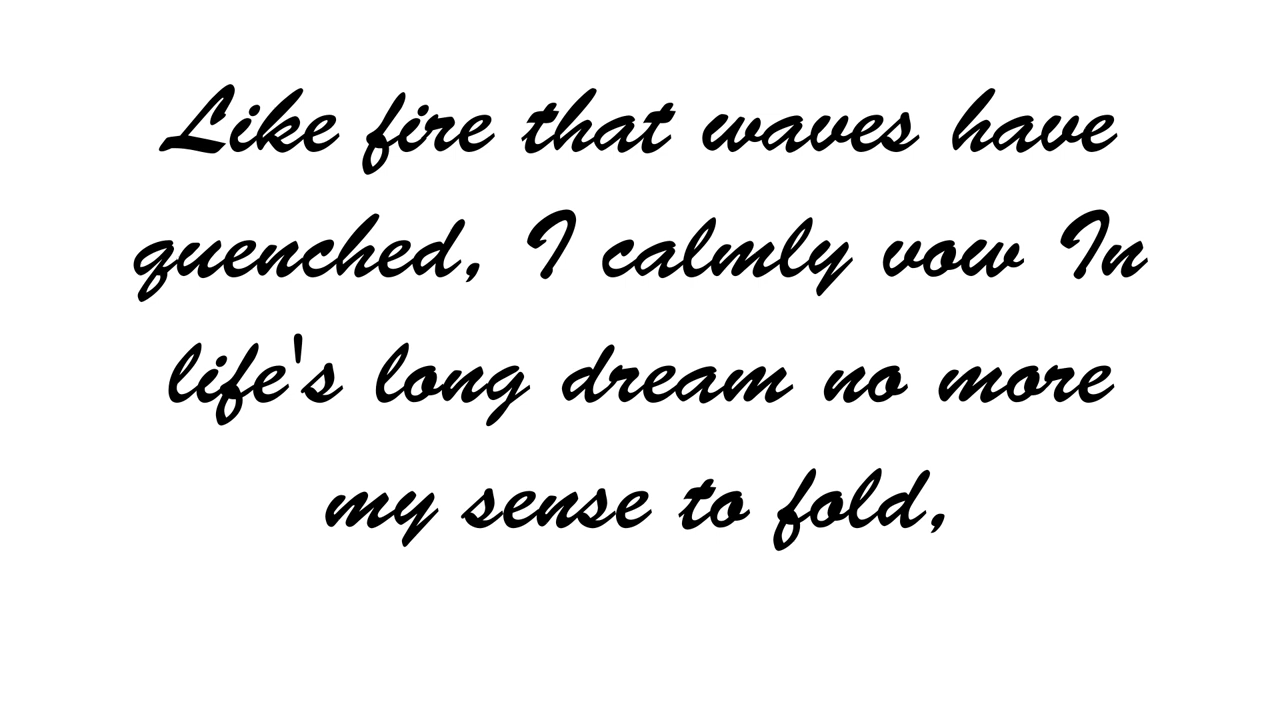 Like fire that waves have
quenched, I calmly vow In
life's long dream no more
my sense to fold,